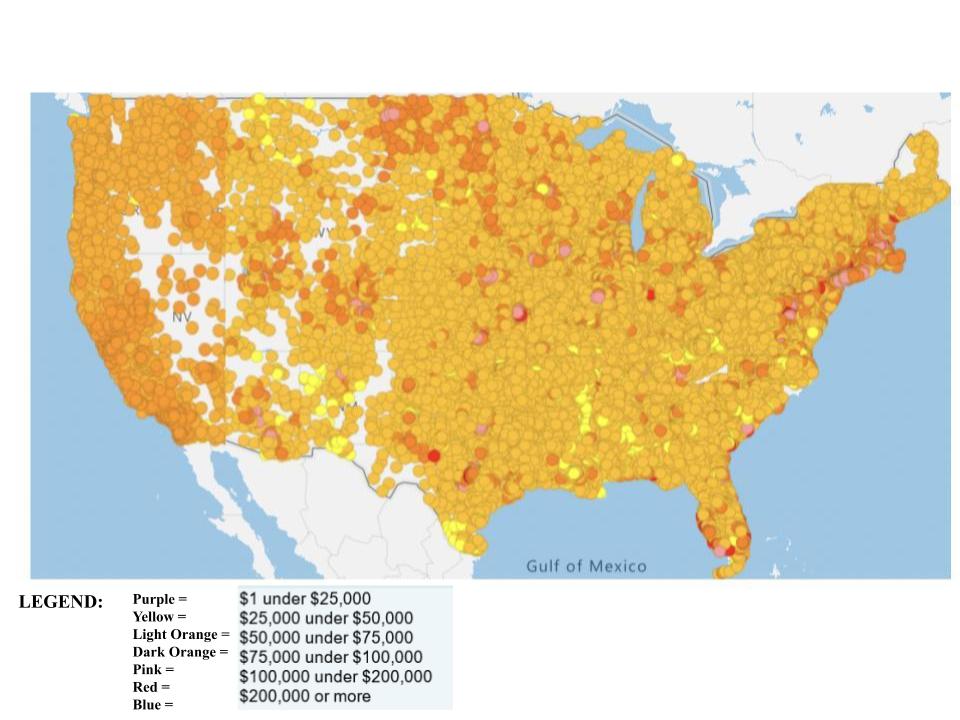 NV
Gulf of Mexico
LEGEND:
Purple = $1 under $25,000
Yellow = $25,000 under $50,000
Light Orange = $50,000 under $75,000
Dark Orange = $75,000 under $100,000
Pink = $100,000 under $200,000
Red = $200,000 or more
Blue =